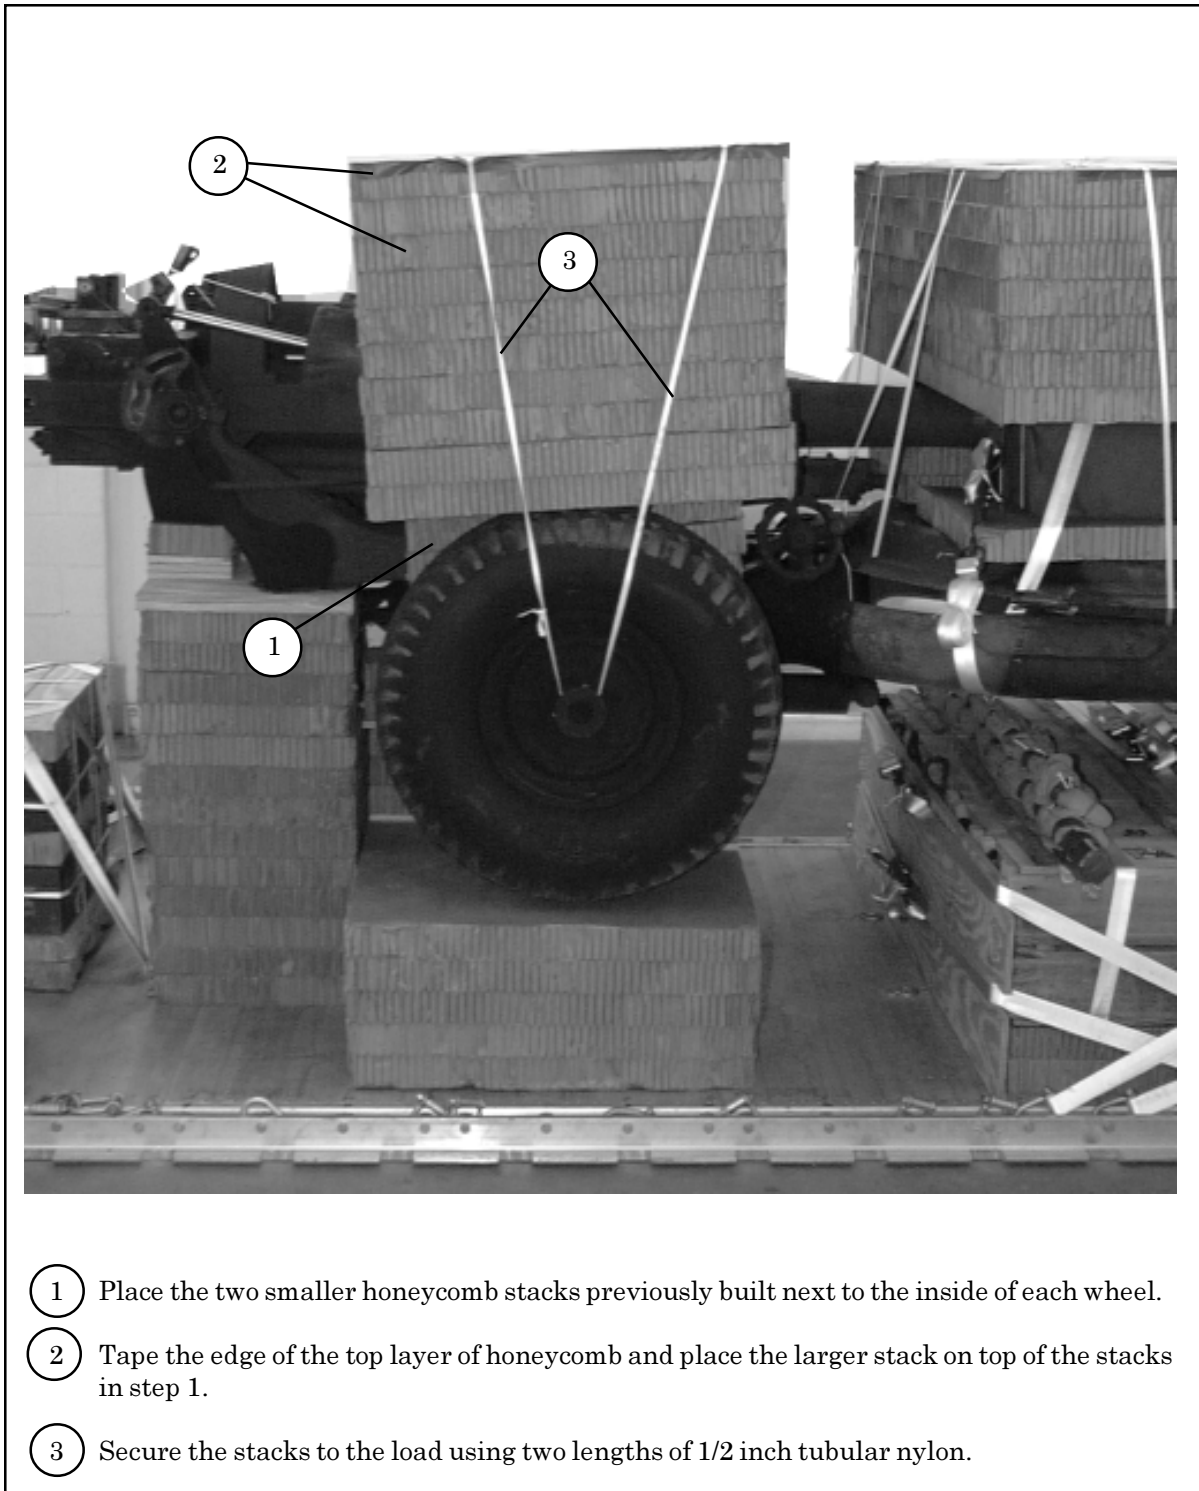 2
3
1
1 Place the two smaller honeycomb stacks previously built next to the inside of each wheel.
2 Tape the edge of the top layer of honeycomb and place the larger stack on top of the stacks
in step 1.
3 Secure the stacks to the load using two lengths of 1/2 inch tubular nylon.